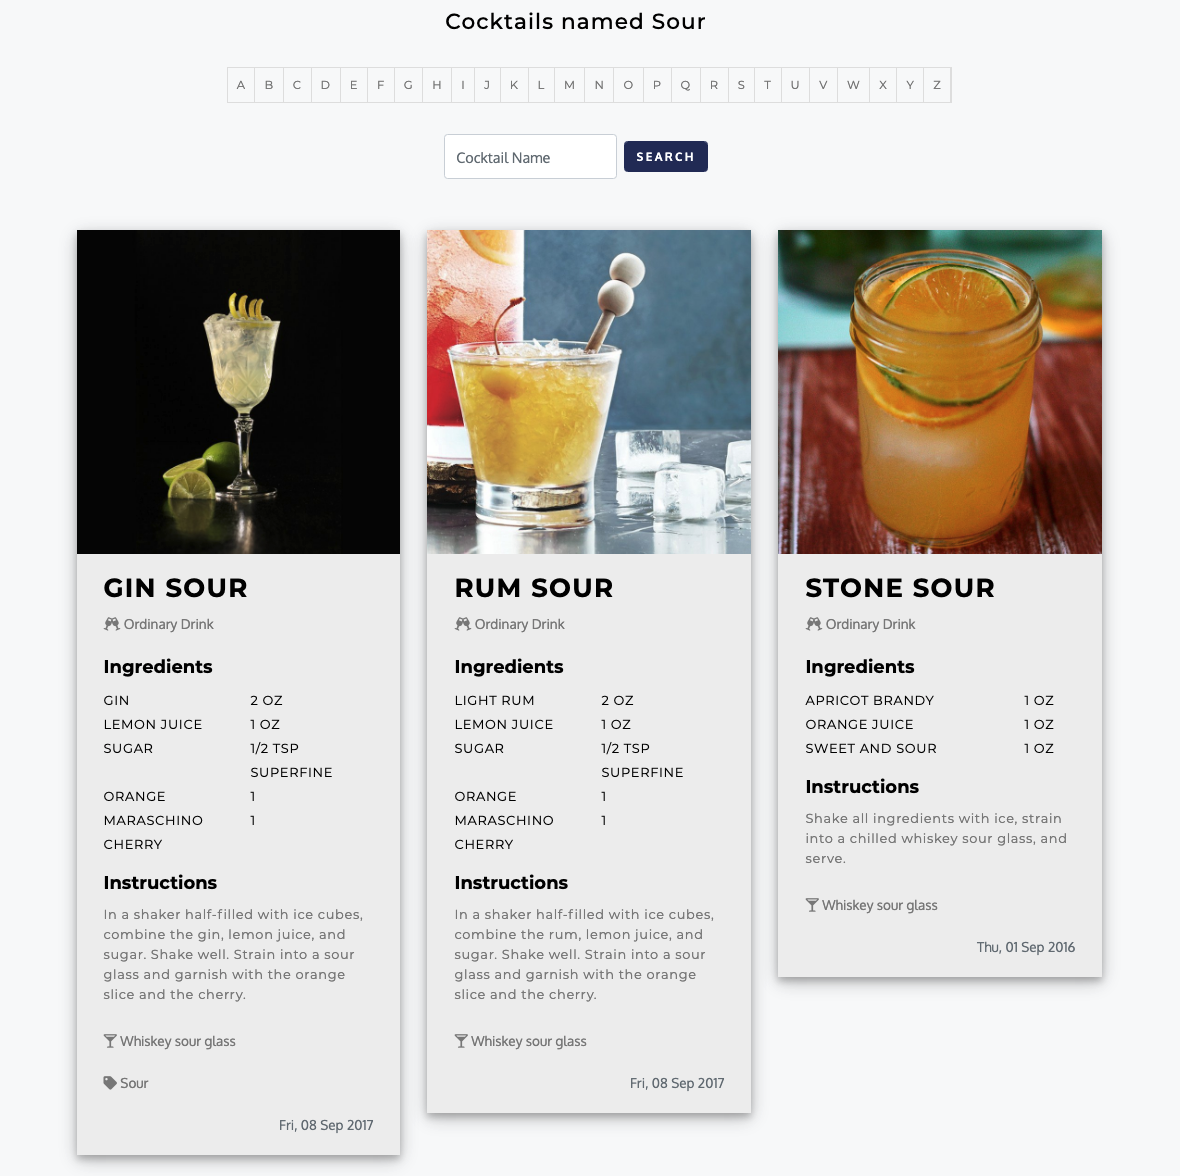 Cocktails named Sour
A B C D E F G H I J K L M N O P Q R S T U V W X Y Z
Cocktail Name SEARCH
GIN SOUR
Ordinary Drink
Ingredients
GIN 2 OZ
LEMON JUICE 1 OZ
SUGAR 1/2 TSP
SUPERFINE
ORANGE 1
MARASCHINO 1
CHERRY
Instructions
In a shaker half-filled with ice cubes,
combine the gin, lemon juice, and
sugar. Shake well. Strain into a sour
glass and garnish with the orange
slice and the cherry.
Whiskey sour glass
Sour
Fri, 08 Sep 2017
RUM SOUR
Ordinary Drink
Ingredients
LIGHT RUM 2 OZ
LEMON JUICE 1 OZ
SUGAR 1/2 TSP
SUPERFINE
ORANGE 1
MARASCHINO 1
CHERRY
Instructions
In a shaker half-filled with ice cubes,
combine the rum, lemon juice, and
sugar. Shake well. Strain into a sour
glass and garnish with the orange
slice and the cherry.
Whiskey sour glass
Fri, 08 Sep 2017
STONE SOUR
Ordinary Drink
Ingredients
APRICOT BRANDY 1 OZ
ORANGE JUICE 1 OZ
SWEET AND SOUR 1 OZ
Instructions
Shake all ingredients with ice, strain
into a chilled whiskey sour glass, and
serve.
Whiskey sour glass
Thu, 01 Sep 2016